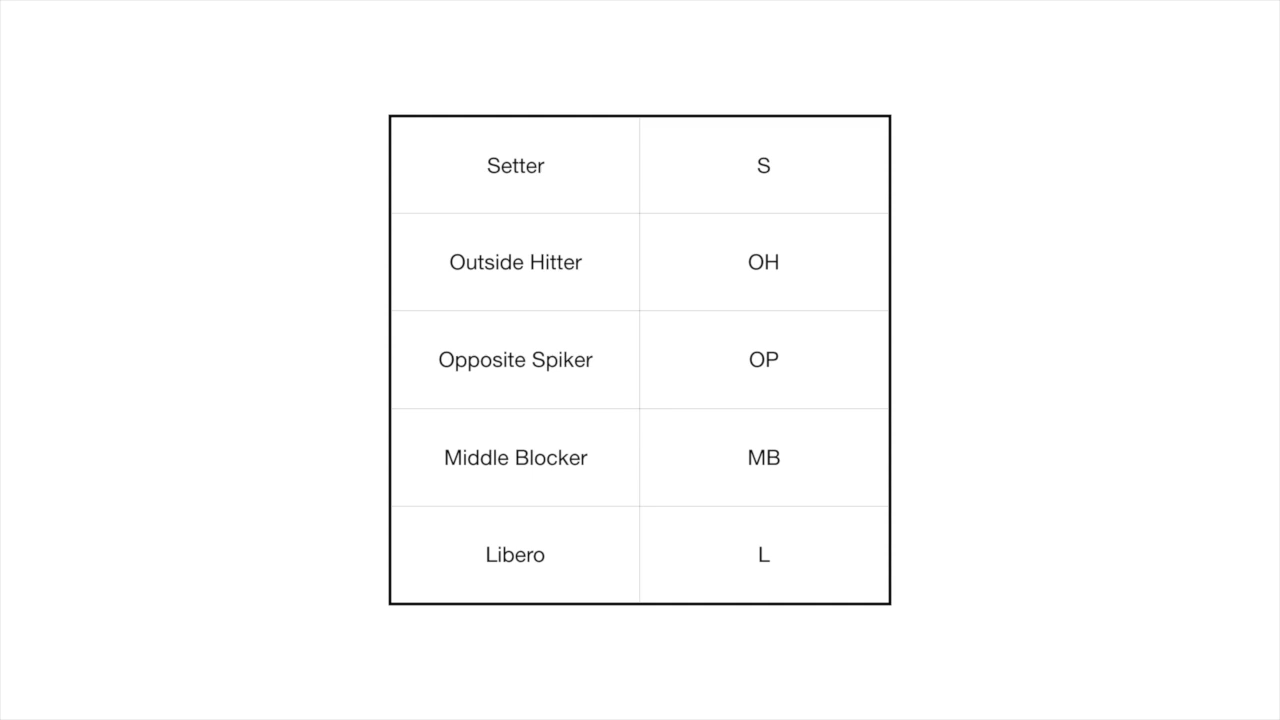 Setter S
Outside Hitter OH
Opposite Spiker OP
Middle Blocker MB
Libero L